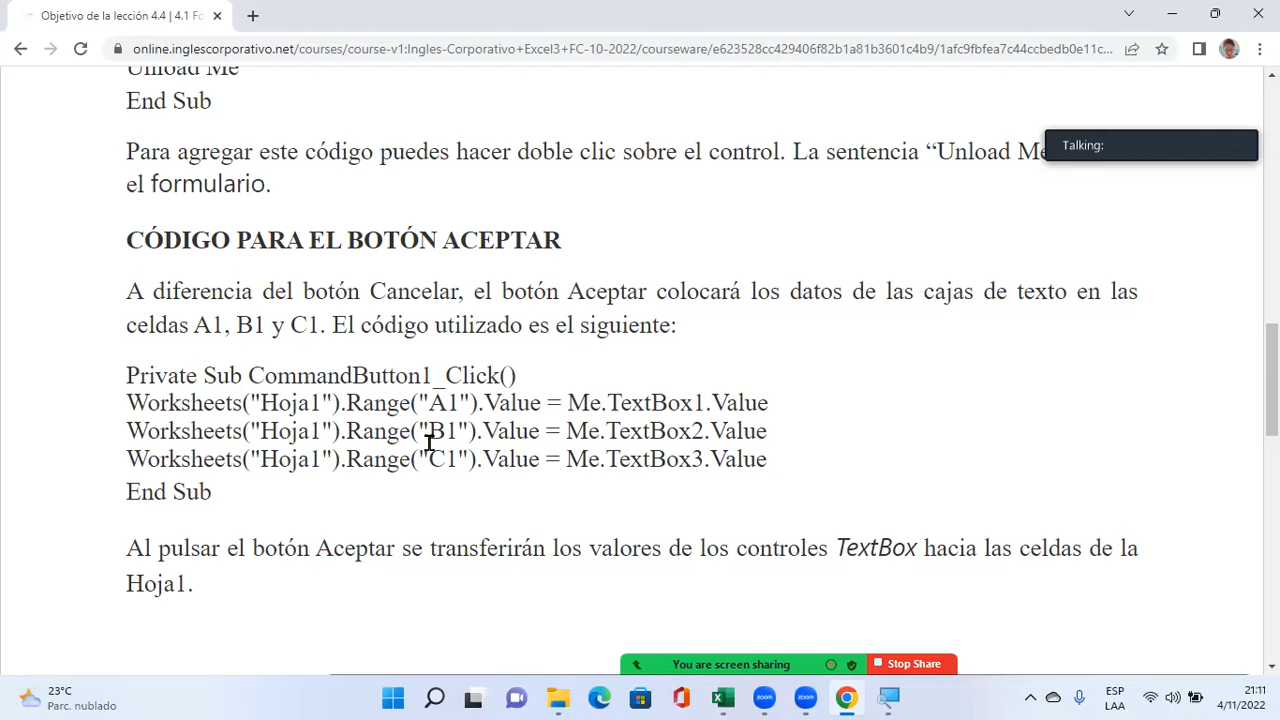 Objetivo de la lección 4.4 | 4.1 Fo
online.inglescorporativo.net/courses/course-v1:Ingles-Corporativo+Excel3+FC-10-2022/courseware/e623528cc429406f82b1a81b3601c4b9/1afc9fbfea7c44ccbedb0e11c...
Unload Me
End Sub
Para agregar este código puedes hacer doble clic sobre el control. La sentencia “Unload Me
Talking:
el formulario.
CÓDIGO PARA EL BOTÓN ACEPTAR
A diferencia del botón Cancelar, el botón Aceptar colocará los datos de las cajas de texto en las
celdas A1, B1 y C1. El código utilizado es el siguiente:
Private Sub CommandButton1_Click()
Worksheets("Hoja1").Range("A1").Value = Me.TextBox1.Value
Worksheets("Hoja1").Range("B1").Value = Me.TextBox2.Value
Worksheets("Hoja1").Range("C1").Value = Me.TextBox3.Value
End Sub
Al pulsar el botón Aceptar se transferirán los valores de los controles TextBox hacia las celdas de la
Hoja1.
You are screen sharing
Stop Share
23°C
Parc. nublado
ESP
LAA
21:11
4/11/2022